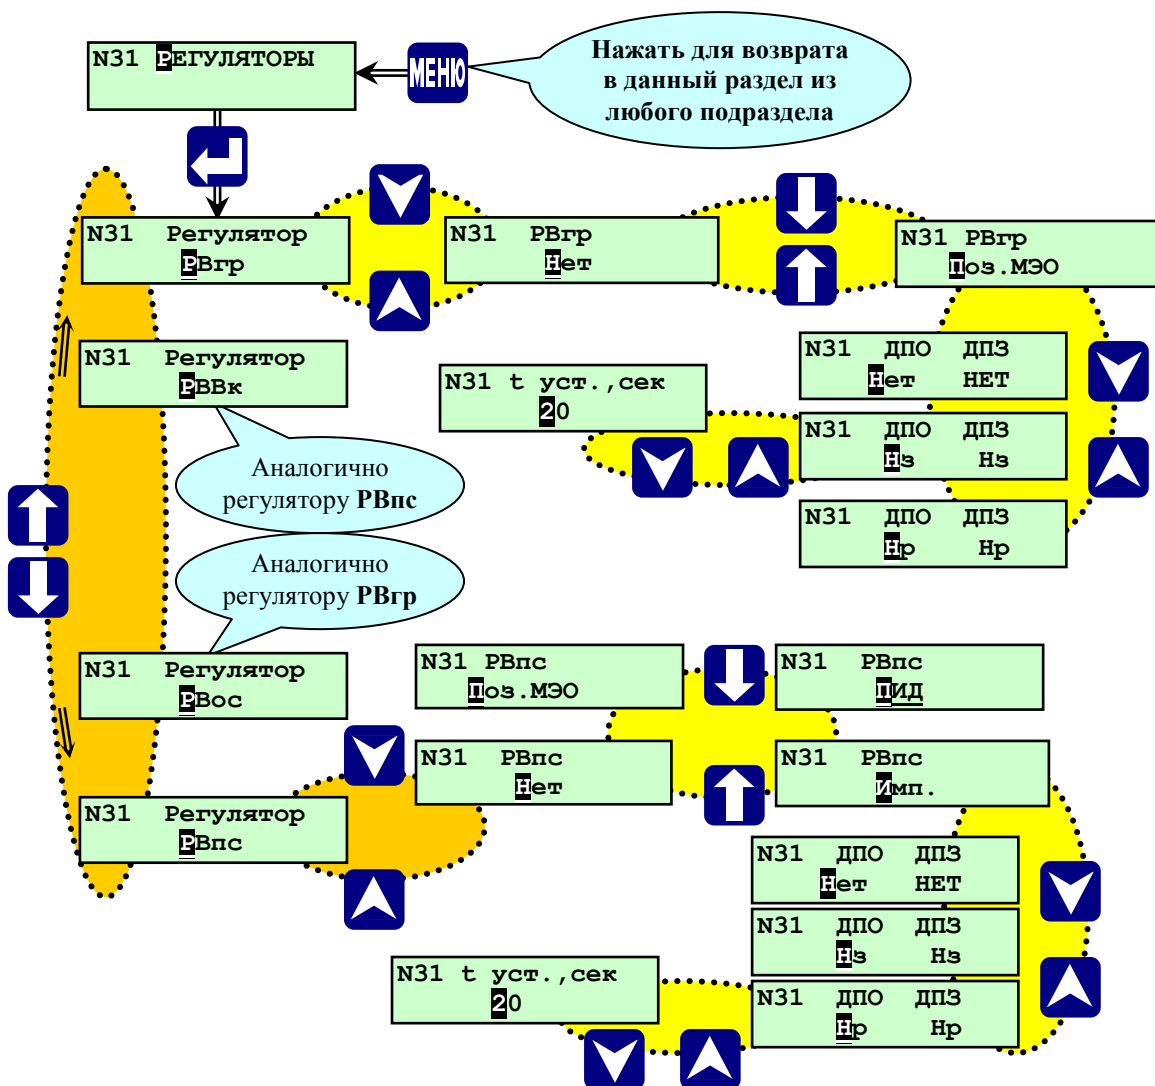 N31 РЕГУЛЯТОРЫ
МЕНЮ
Нажать для возврата
в данный раздел из
любого подраздела
N31 Регулятор
РВгр
N31 РВгр
Нет
N31 РВгр
Поз.МЭО
N31 Регулятор
РВВк
N31 t уст.,сек
20
N31 ДПО ДПЗ
Нет НЕТ
N31 ДПО ДПЗ
Нз Нз
N31 ДПО ДПЗ
Нр Нр
Аналогично
регулятору РВпс
Аналогично
регулятору РВгр
N31 Регулятор
РВос
N31 РВпс
Поз.МЭО
N31 РВпс
ПИД
N31 РВпс
Нет
N31 РВпс
Имп.
N31 Регулятор
РВпс
N31 ДПО ДПЗ
Нет НЕТ
N31 ДПО ДПЗ
Нз Нз
N31 t уст.,сек
20
N31 ДПО ДПЗ
Нр Нр